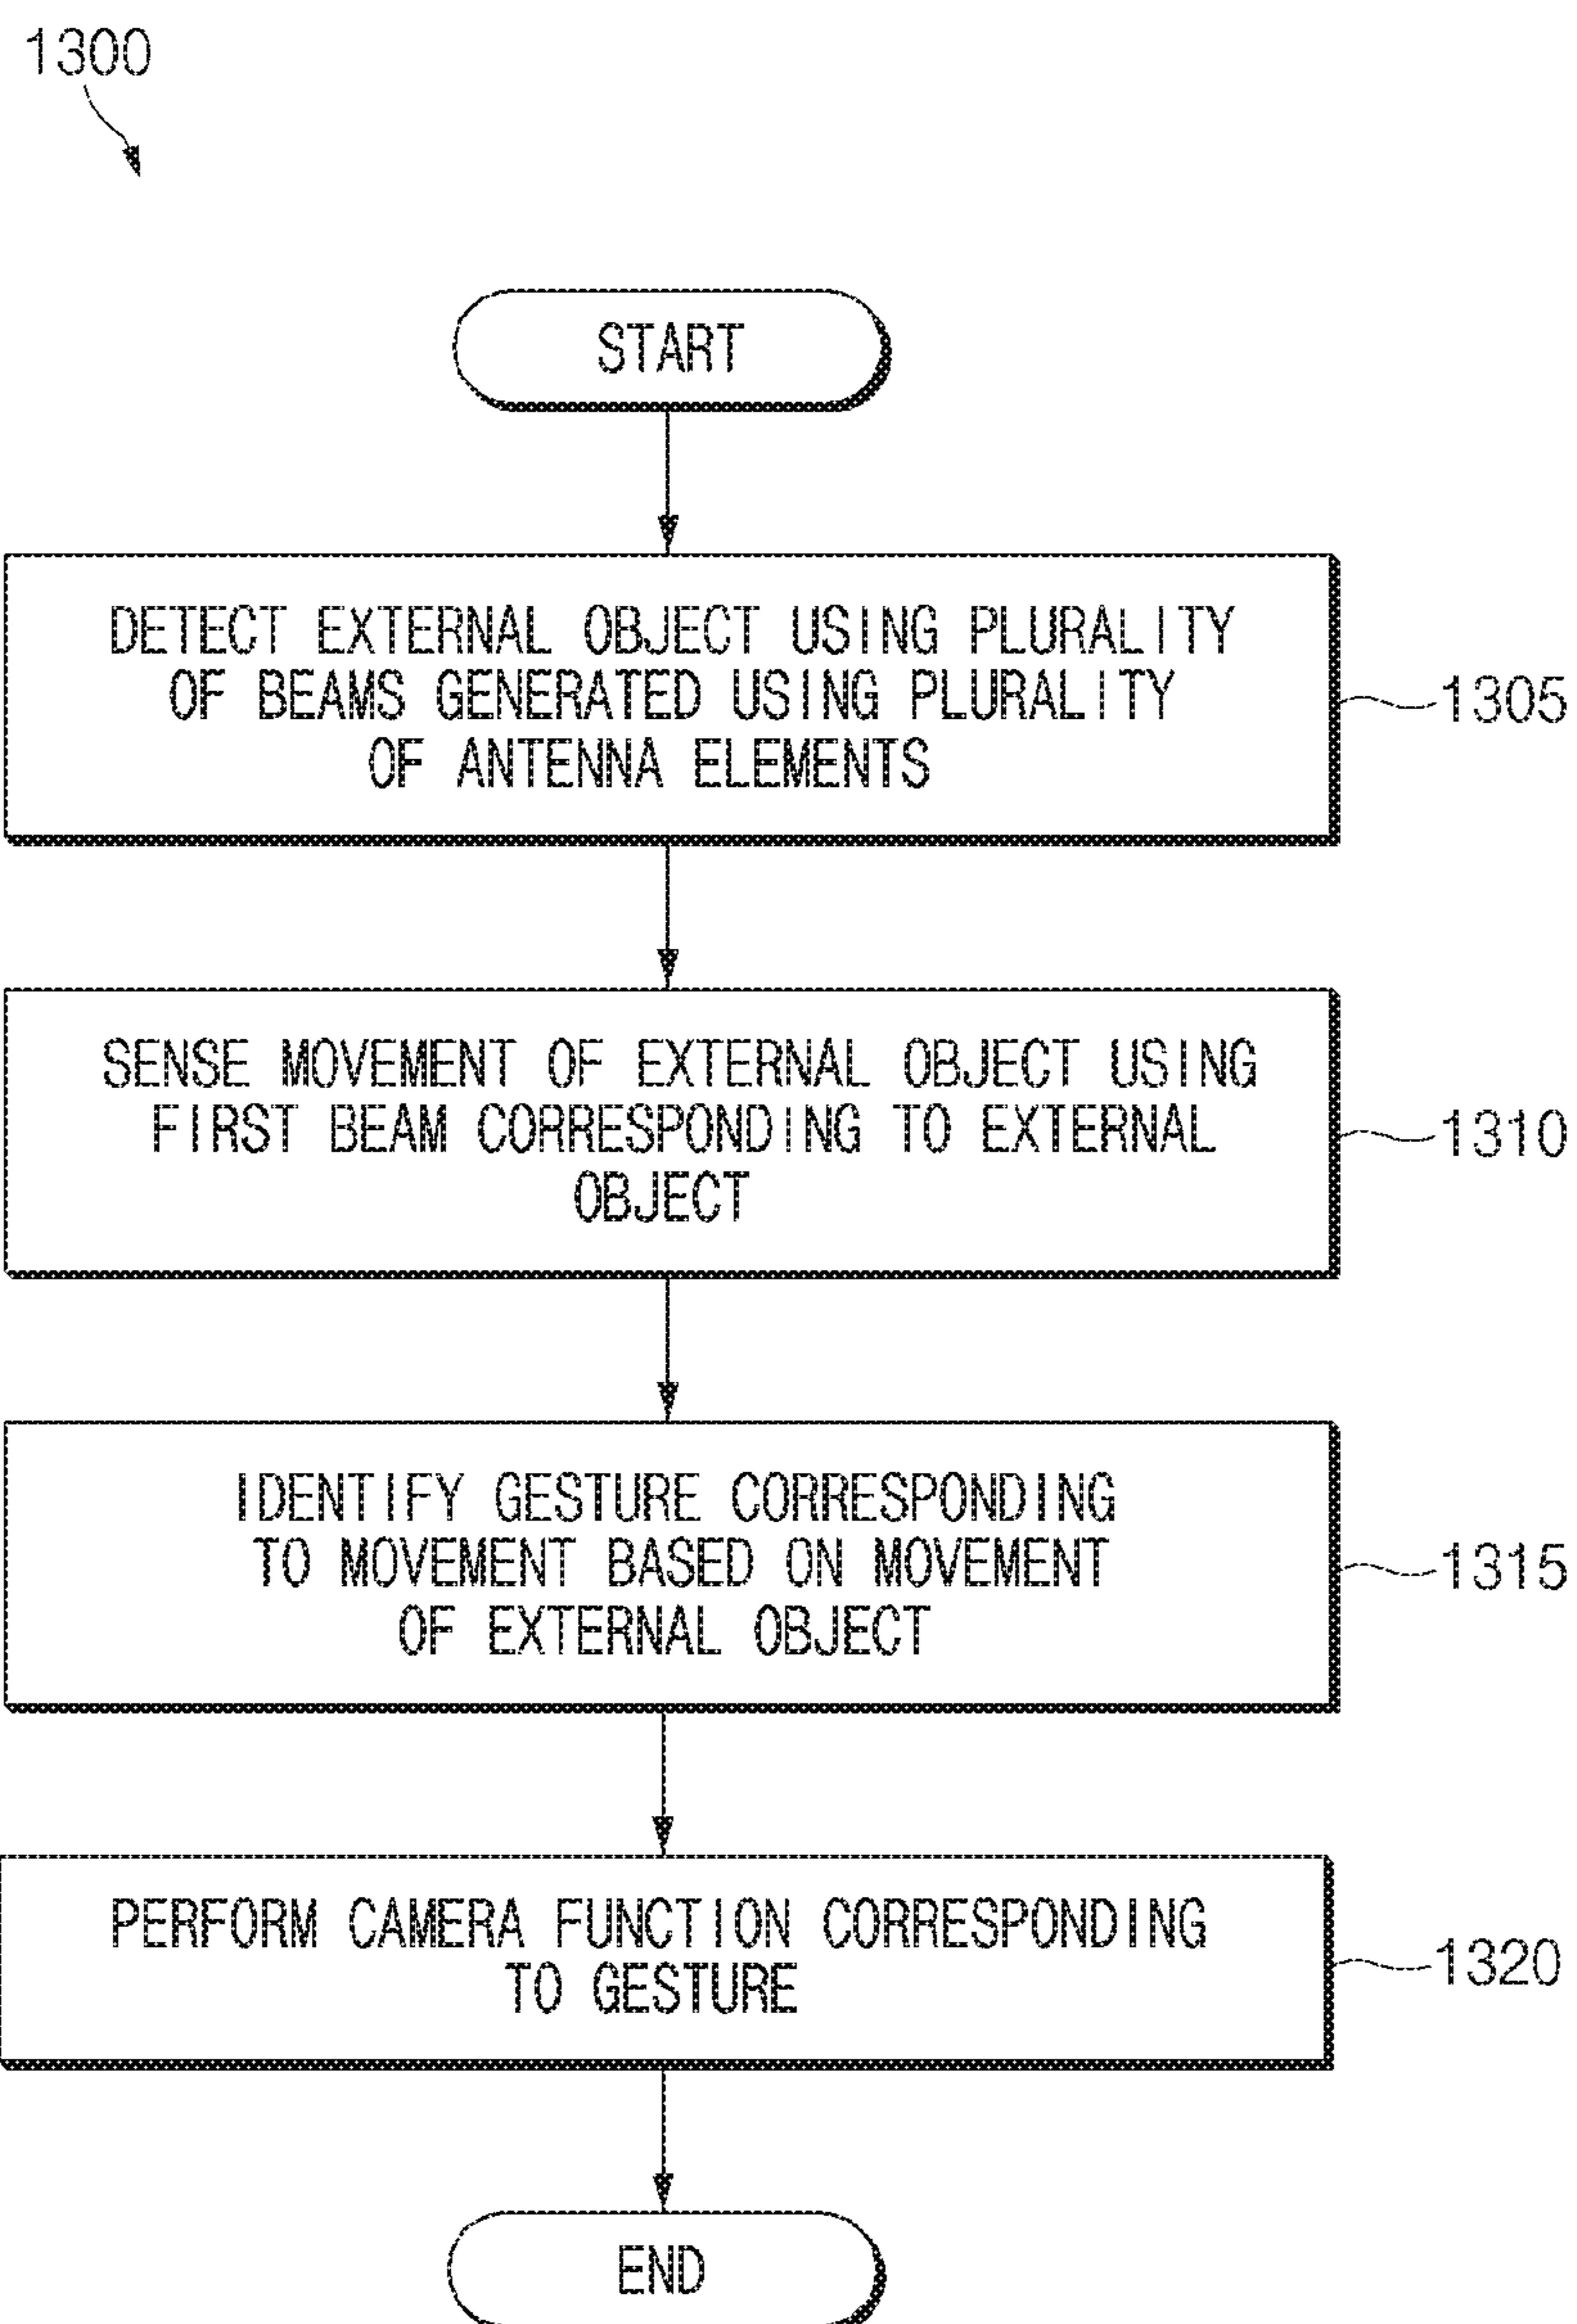 1300
START
DETECT EXTERNAL OBJECT USING PLURALITY
OF BEAMS GENERATED USING PLURALITY
OF ANTENNA ELEMENTS
1305
SENSE MOVEMENT OF EXTERNAL OBJECT USING
FIRST BEAM CORRESPONDING TO EXTERNAL
OBJECT
1310
IDENTIFY GESTURE CORRESPONDING
TO MOVEMENT BASED ON MOVEMENT
OF EXTERNAL OBJECT
1315
PERFORM CAMERA FUNCTION CORRESPONDING
TO GESTURE
1320
END